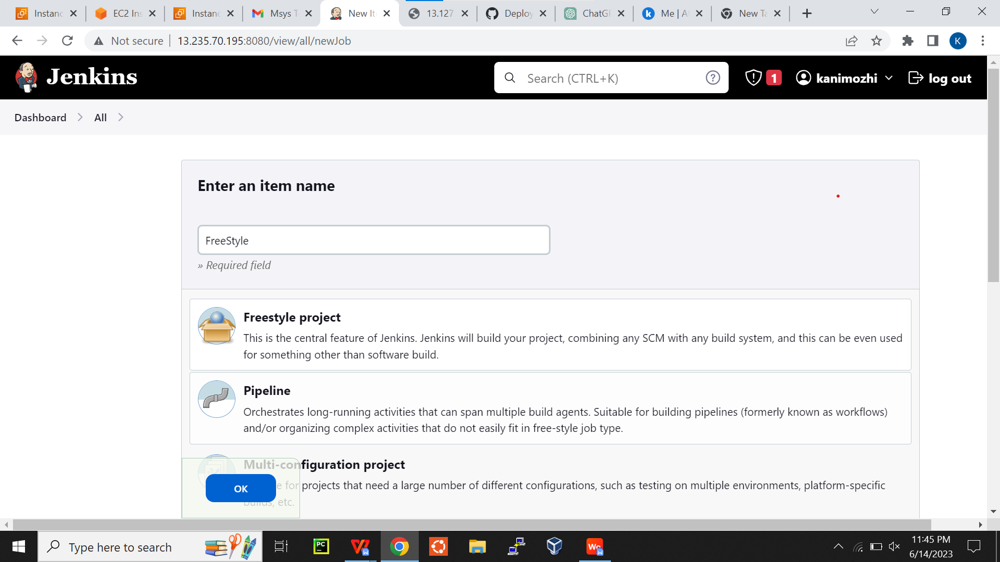 Instanc
EC2 Ins
Instanc
Msys T
New It
13.127.
Deploy
ChatGP
Me | A
New Ta
Not secure
13.235.70.195:8080/view/all/newJob
K
Jenkins
Search (CTRL+K)
1
kanimozhi
log out
Dashboard
All
Enter an item name
FreeStyle
» Required field
Freestyle project
This is the central feature of Jenkins. Jenkins will build your project, combining any SCM with any build system, and this can be even used
for something other than software build.
Pipeline
Orchestrates long-running activities that can span multiple build agents. Suitable for building pipelines (formerly known as workflows)
and/or organizing complex activities that do not easily fit in free-style job type.
Multi-configuration project
for projects that need a large number of different configurations, such as testing on multiple environments, platform-specific
builds, etc.
OK
Type here to search
PC
11:45 PM
6/14/2023